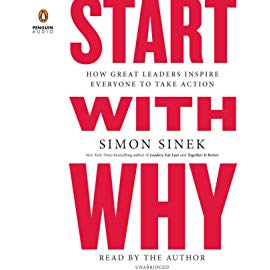 PENGUIN
AUDIO
START
HOW GREAT LEADERS INSPIRE
EVERYONE TO TAKE ACTION
WITH
SIMON SINEK
New York Times bestselling author of Leaders Eat Last and Together Is Better
WHY
READ BY THE AUTHOR
UNABRIDGED